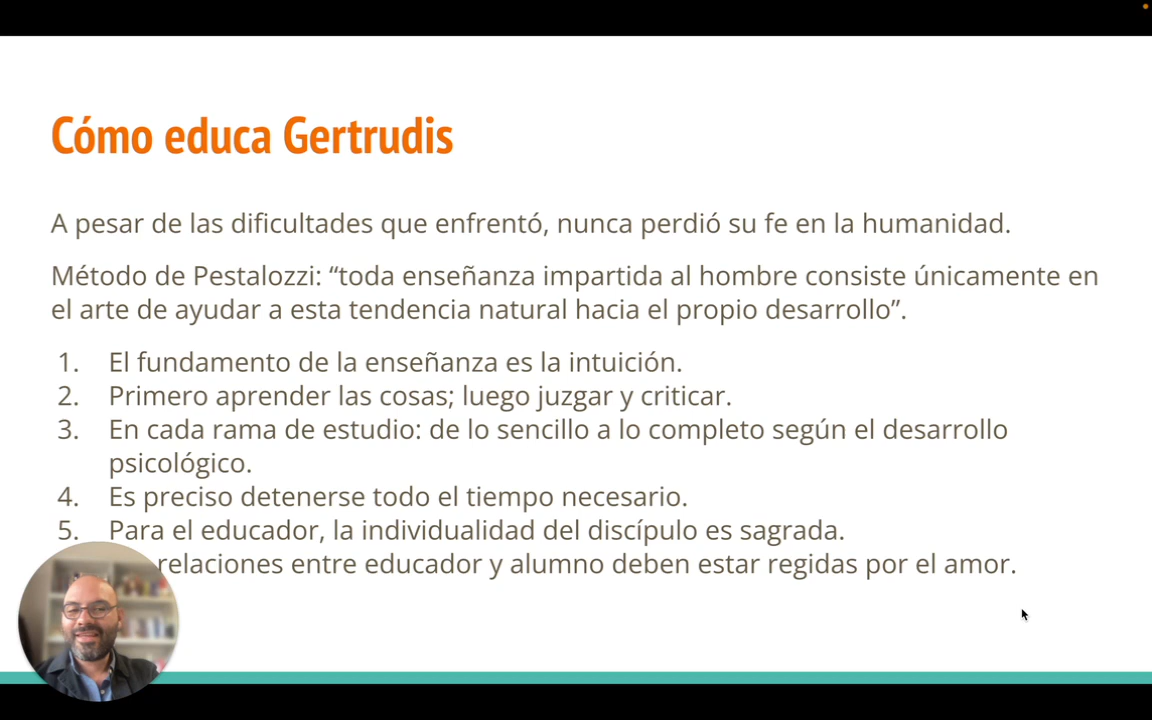 Cómo educa Gertrudis
A pesar de las dificultades que enfrentó, nunca perdió su fe en la humanidad.
Método de Pestalozzi: “toda enseñanza impartida al hombre consiste únicamente en
el arte de ayudar a esta tendencia natural hacia el propio desarrollo”.
1. El fundamento de la enseñanza es la intuición.
2. Primero aprender las cosas; luego juzgar y criticar.
3. En cada rama de estudio: de lo sencillo a lo completo según el desarrollo
psicológico.
4. Es preciso detenerse todo el tiempo necesario.
5. Para el educador, la individualidad del discípulo es sagrada.
relaciones entre educador y alumno deben estar regidas por el amor.